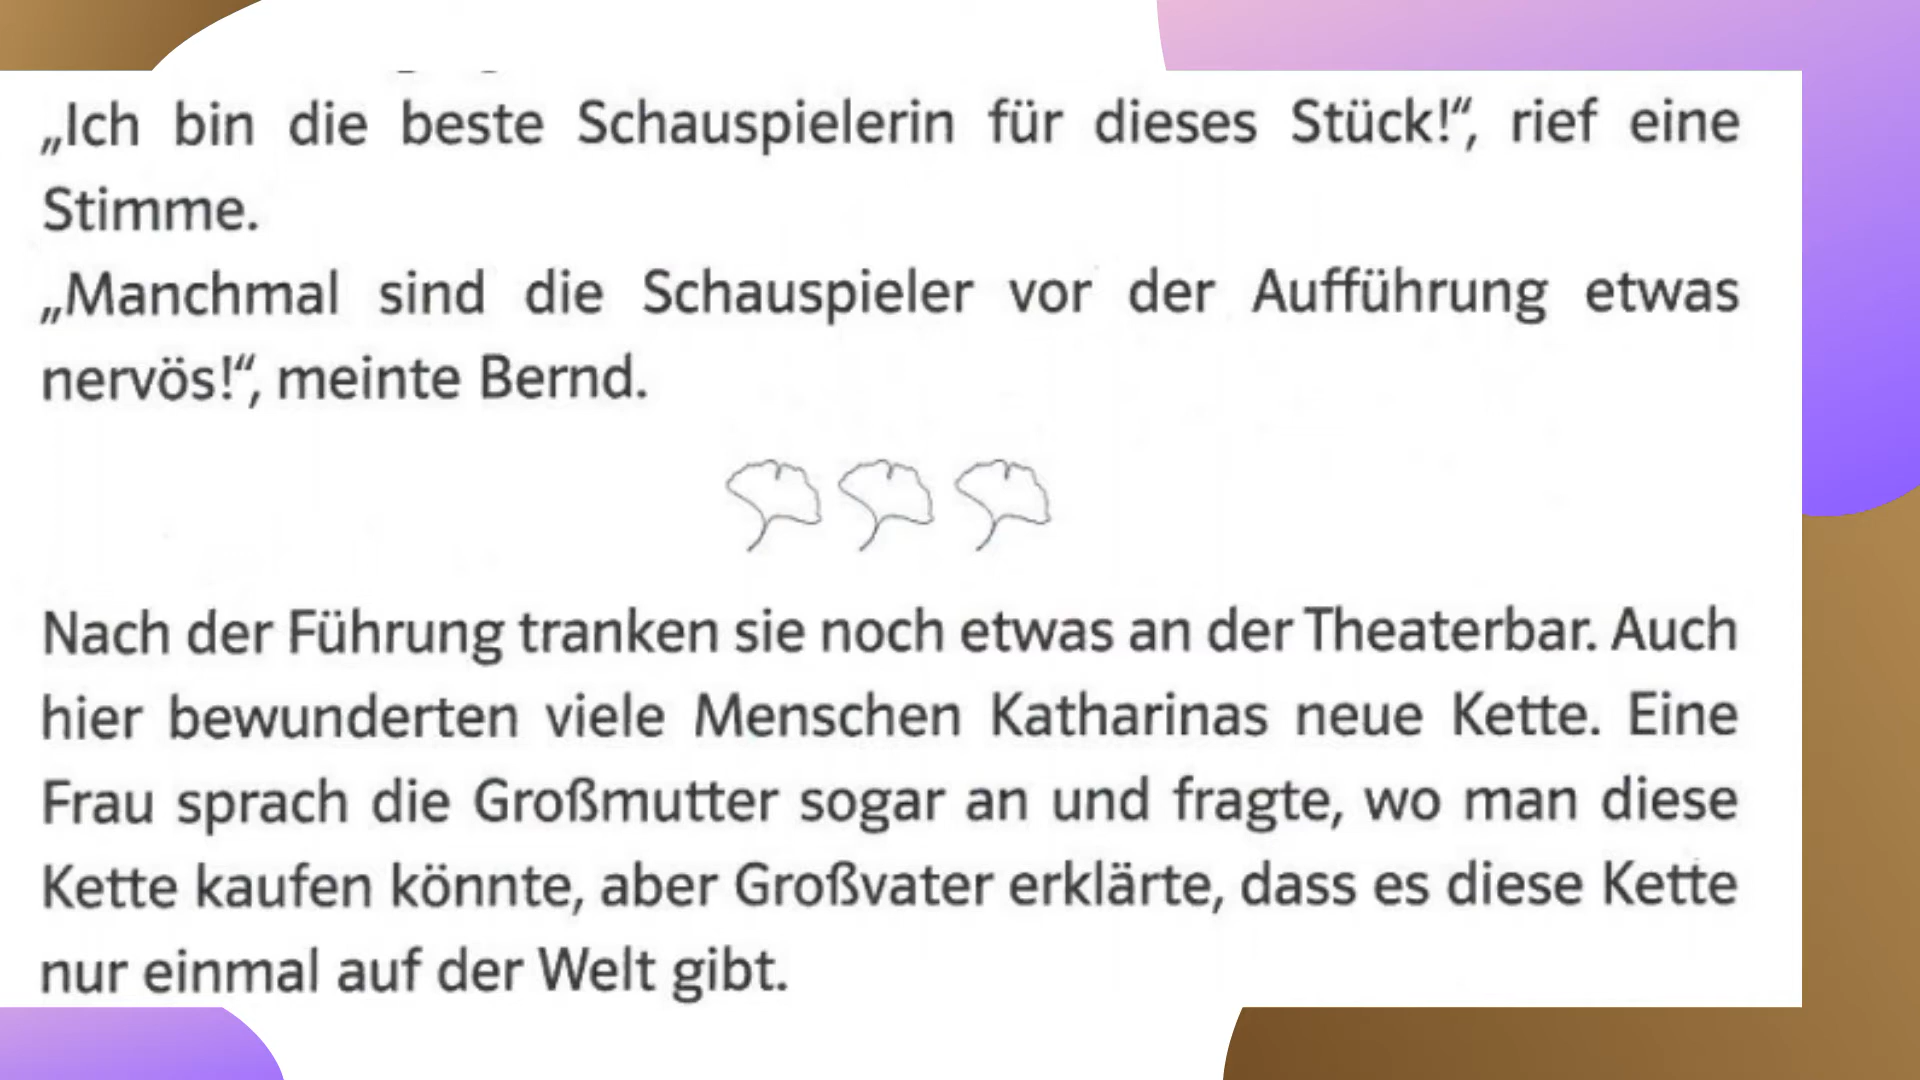 „Ich bin die beste Schauspielerin für dieses Stück!“, rief eine
Stimme.
„Manchmal sind die Schauspieler vor der Aufführung etwas
nervös!“, meinte Bernd.
Nach der Führung tranken sie noch etwas an der Theaterbar. Auch
hier bewunderten viele Menschen Katharinas neue Kette. Eine
Frau sprach die Großmutter sogar an und fragte, wo man diese
Kette kaufen könnte, aber Großvater erklärte, dass es diese Kette
nur einmal auf der Welt gibt.